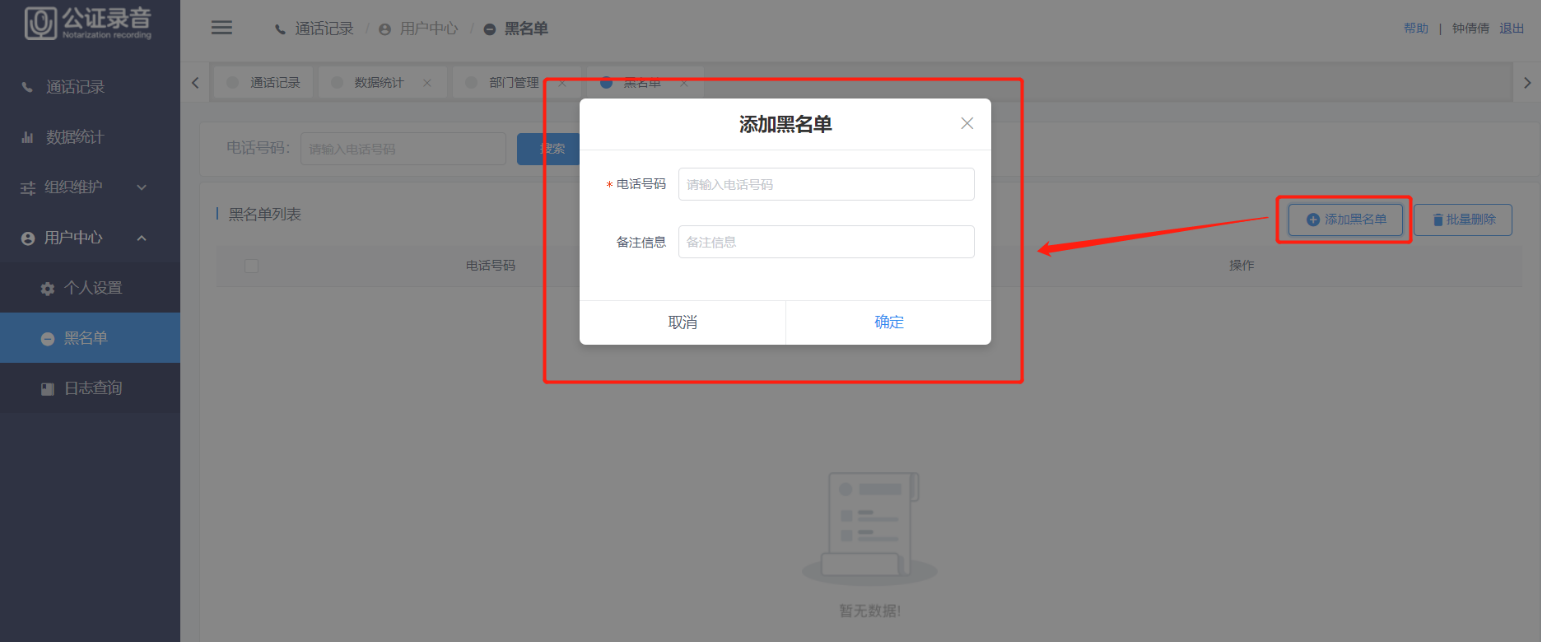 公证录音
Notarization recording
通话记录 / 用户中心 / 黑名单
帮助 | 钟倩倩 退出
通话记录
数据统计
组织维护
用户中心
个人设置
黑名单
日志查询
通话记录 数据统计 部门管理 黑名单
电话号码: 请输入电话号码 搜索
黑名单列表
添加黑名单 批量删除
电话号码 操作
添加黑名单
* 电话号码 请输入电话号码
备注信息 备注信息
取消 确定
暂无数据!